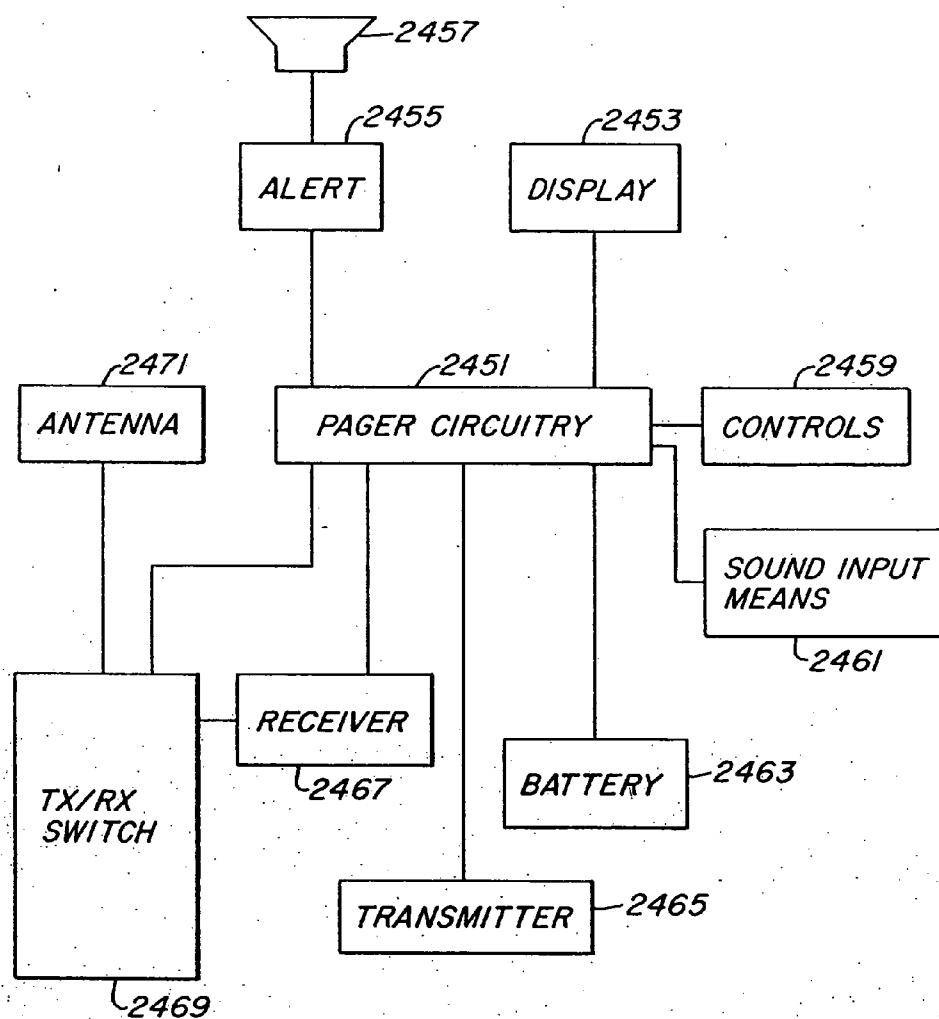 2457
2455
2453
ALERT
DISPLAY
2471
2451
2459
ANTENNA
PAGER CIRCUITRY
CONTROLS
SOUND INPUT
MEANS
2461
RECEIVER
2467
BATTERY
2463
TX/RX
SWITCH
TRANSMITTER
2465
2469